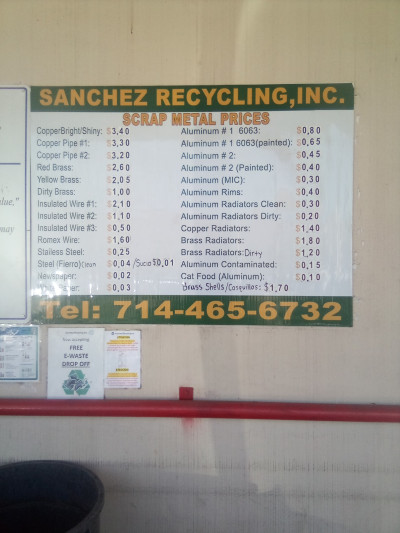 SANCHEZ RECYCLING,INC.
SCRAP METAL PRICES
CopperBright/Shiny: $3,40
Copper Pipe #1: $3,30
Copper Pipe #2: $3,20
Red Brass: $2,60
Yellow Brass: $2,05
Dirty Brass: $1,00
Insulated Wire #1: $2,10
Insulated Wire #2: $1,10
Insulated Wire #3: $0,50
Romex Wire: $1,60
Stailess Steel: $0,25
Steel (Fierro)Clean $0,04 /Sucio $0,01
Newspaper: $0,02
$0,03
Aluminum # 1 6063: $0,80
Aluminum # 1 6063(painted): $0,65
Aluminum # 2: $0,45
Aluminum # 2 (Painted): $0,40
Aluminum (MIC): $0,30
Aluminum Rims: $0,40
Aluminum Radiators Clean: $0,30
Aluminum Radiators Dirty: $0,20
Copper Radiators: $1,40
Brass Radiators: $1,80
Brass Radiators:Dirty $1,20
Aluminum Contaminated: $0,15
Cat Food (Aluminum): $0,10
Brass Shells/Casquillos: $1.70
Tel: 714-465-6732
may
FREE
E-WASTE
DROP OFF